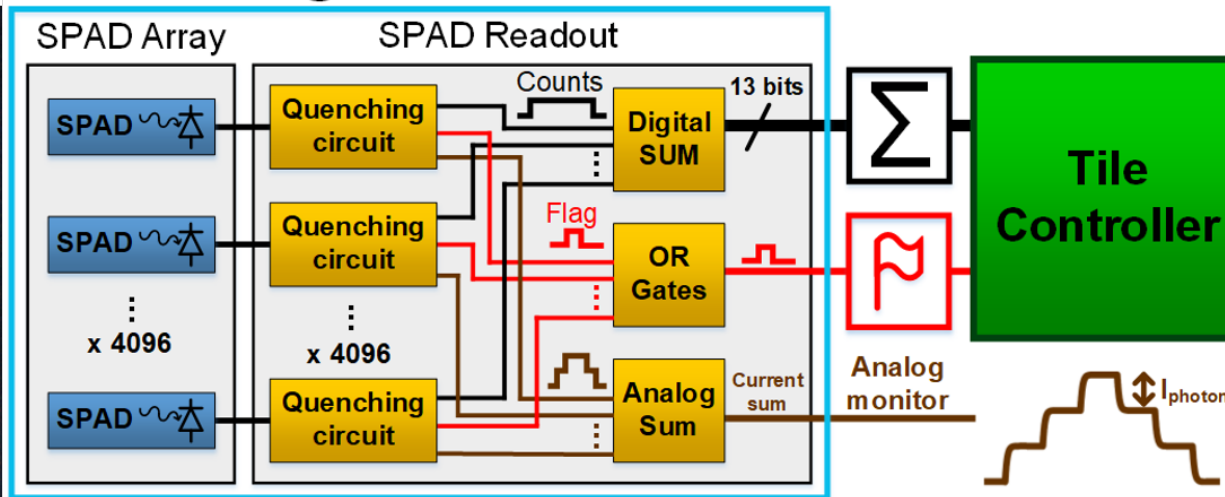 SPAD Array
SPAD Readout
SPAD
SPAD
⋮
x 4096
SPAD
Quenching
circuit
Quenching
circuit
⋮
x 4096
Quenching
circuit
Counts
Digital
SUM
13 bits
Flag
OR
Gates
Analog
Sum
Current
sum
Σ
Tile
Controller
Analog
monitor
Iphoton